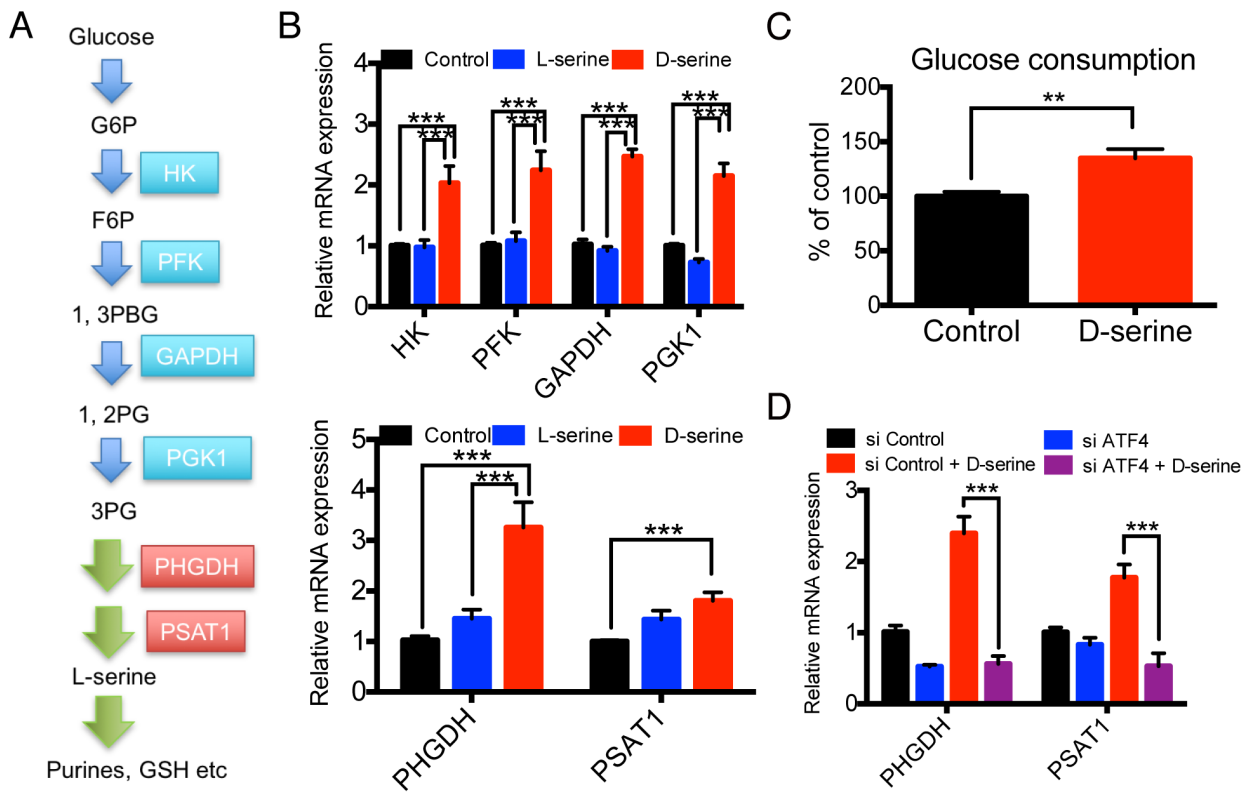 A
Glucose
G6P
HK
F6P
PFK
1, 3PBG
GAPDH
1, 2PG
PGK1
3PG
PHGDH
PSAT1
L-serine
Purines, GSH etc
B
Control L-serine D-serine
Relative mRNA expression
4
3
2
1
0
*** *** *** ***
*** *** *** ***
HK PFK GAPDH PGK1
Control L-serine D-serine
Relative mRNA expression
5
4
3
2
1
0
***
***
***
PHGDH PSAT1
C
Glucose consumption
% of control
200
150
100
50
0
**
Control D-serine
D
si Control si ATF4
si Control + D-serine si ATF4 + D-serine
Relative mRNA expression
3
2
1
0
***
***
PHGDH PSAT1